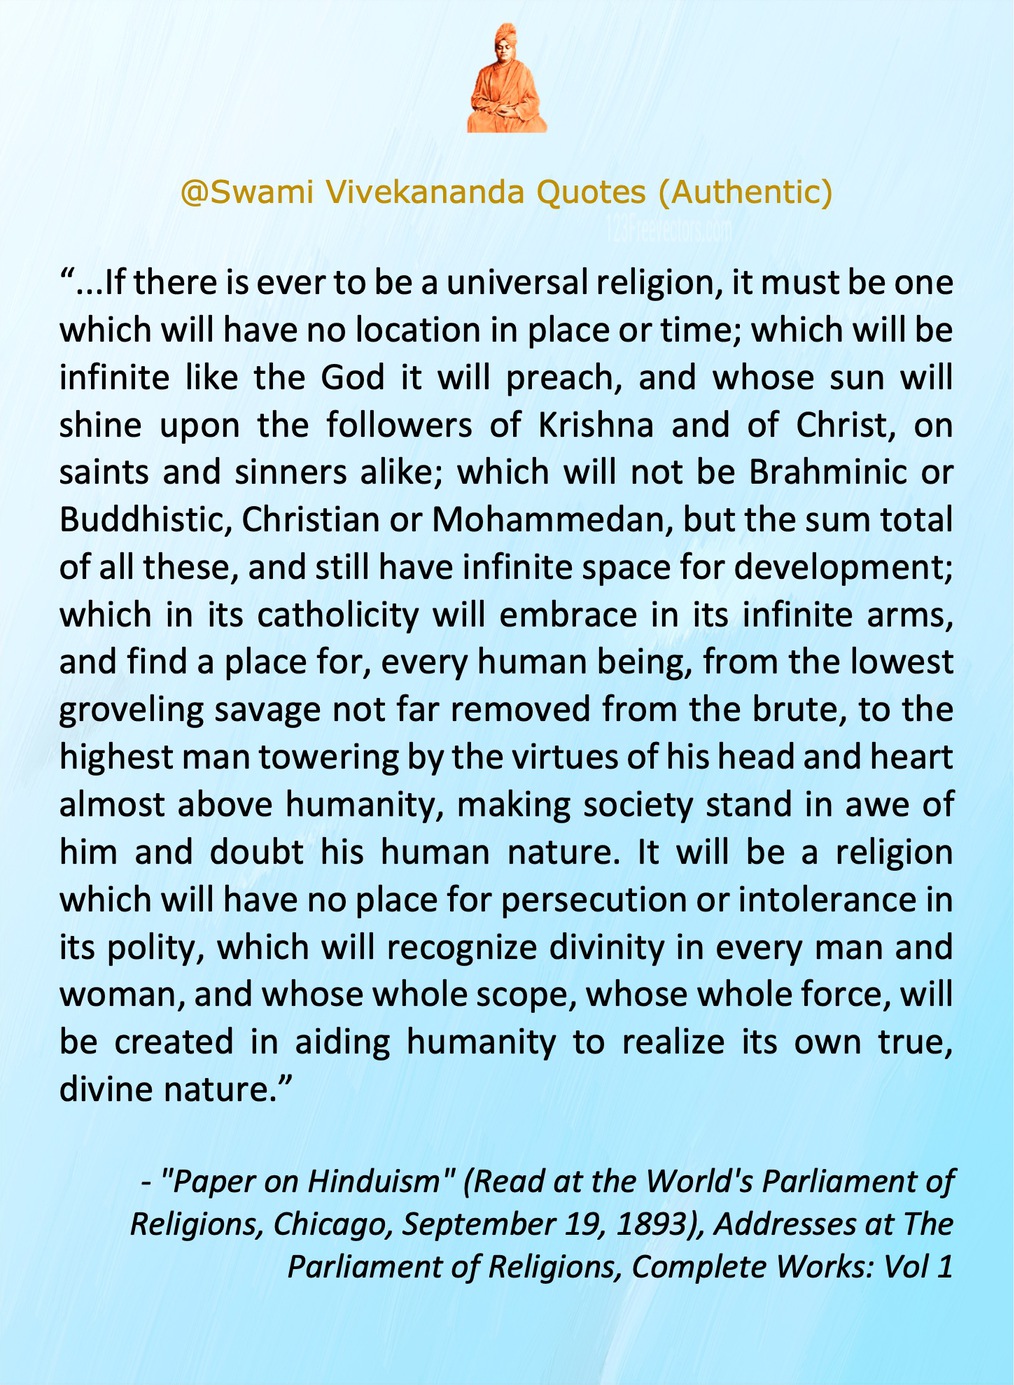 @Swami Vivekananda Quotes (Authentic)
123Freevectors.com
“...If there is ever to be a universal religion, it must be one
which will have no location in place or time; which will be
infinite like the God it will preach, and whose sun will
shine upon the followers of Krishna and of Christ, on
saints and sinners alike; which will not be Brahminic or
Buddhistic, Christian or Mohammedan, but the sum total
of all these, and still have infinite space for development;
which in its catholicity will embrace in its infinite arms,
and find a place for, every human being, from the lowest
groveling savage not far removed from the brute, to the
highest man towering by the virtues of his head and heart
almost above humanity, making society stand in awe of
him and doubt his human nature. It will be a religion
which will have no place for persecution or intolerance in
its polity, which will recognize divinity in every man and
woman, and whose whole scope, whose whole force, will
be created in aiding humanity to realize its own true,
divine nature.”
- "Paper on Hinduism" (Read at the World's Parliament of
Religions, Chicago, September 19, 1893), Addresses at The
Parliament of Religions, Complete Works: Vol 1